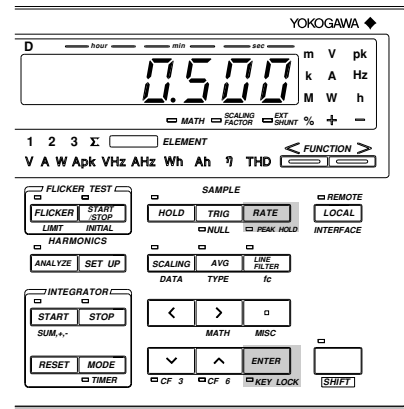 YOKOGAWA
D hour min sec
m V pk
0.500
k A Hz
M W h
MATH SCALING FACTOR EXT SHUNT % + −
1 2 3 Σ ELEMENT
< FUNCTION >
V A W Apk VHz AHz Wh Ah η THD
FLICKER TEST SAMPLE
REMOTE
FLICKER START /STOP HOLD TRIG RATE LOCAL
LIMIT INITIAL NULL PEAK HOLD INTERFACE
HARMONICS
ANALYZE SET UP SCALING AVG LINE FILTER
DATA TYPE fc
INTEGRATOR
START STOP < > ▫
SUM,+,- MATH MISC
RESET MODE ∨ ∧ ENTER
TIMER CF 3 CF 6 KEY LOCK SHIFT